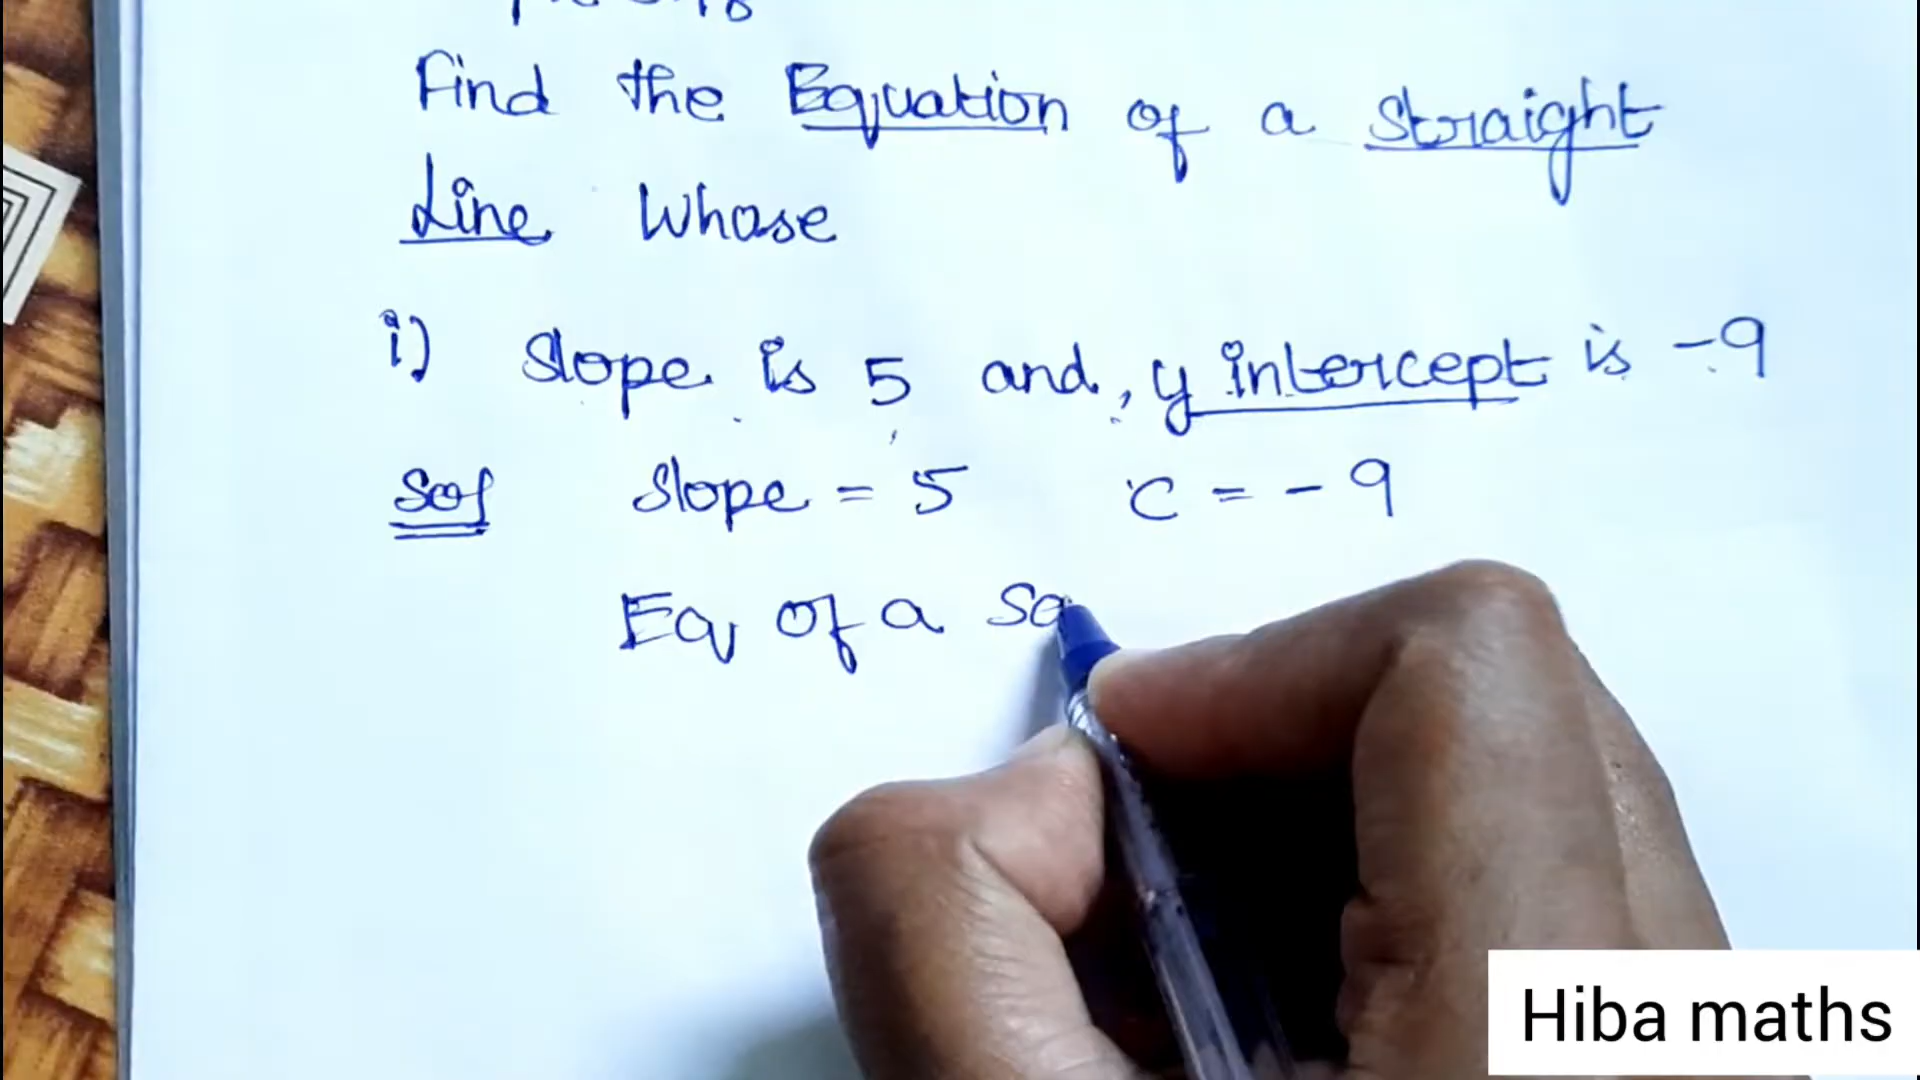 Find the Equation of a Straight
Line Whose
i) Slope is 5 and, y intercept is -9
Sol Slope = 5 C = - 9
Eq of a
Hiba maths